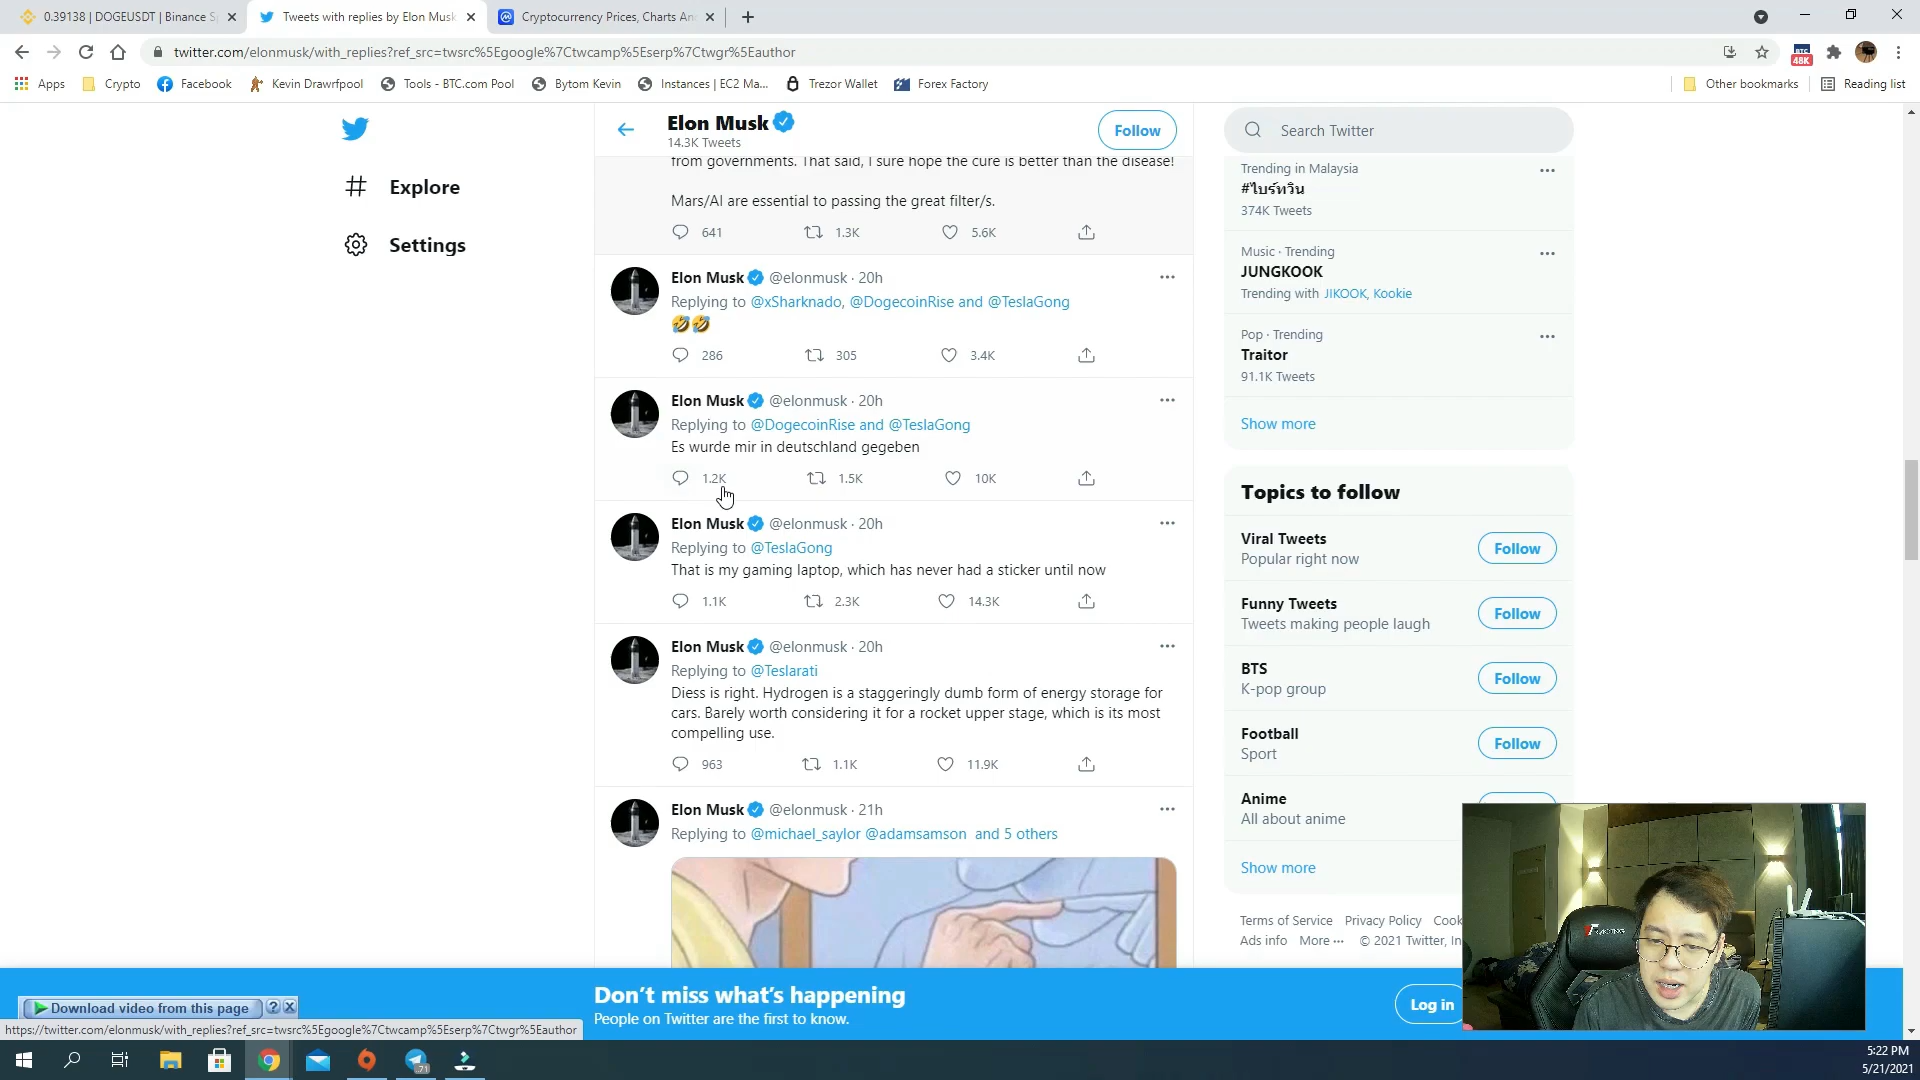 0.39138 | DOGEUSDT | Binance S
Tweets with replies by Elon Musk
Cryptocurrency Prices, Charts An
twitter.com/elonmusk/with_replies?ref_src=twsrc%5Egoogle%7Ctwcamp%5Eserp%7Ctwgr%5Eauthor
BTC
48K
Apps
Crypto
Facebook
Kevin Drawrfpool
Tools - BTC.com Pool
Bytom Kevin
Instances | EC2 Ma...
Trezor Wallet
Forex Factory
Other bookmarks
Reading list
Explore
Settings
Elon Musk
14.3K Tweets
Follow
from governments. That said, I sure hope the cure is better than the disease!
Mars/AI are essential to passing the great filter/s.
641 1.3K 5.6K
Elon Musk @elonmusk · 20h
Replying to @xSharknado, @DogecoinRise and @TeslaGong
🤣🤣
286 305 3.4K
Elon Musk @elonmusk · 20h
Replying to @DogecoinRise and @TeslaGong
Es wurde mir in deutschland gegeben
1.2K 1.5K 10K
Elon Musk @elonmusk · 20h
Replying to @TeslaGong
That is my gaming laptop, which has never had a sticker until now
1.1K 2.3K 14.3K
Elon Musk @elonmusk · 20h
Replying to @Teslarati
Diess is right. Hydrogen is a staggeringly dumb form of energy storage for
cars. Barely worth considering it for a rocket upper stage, which is its most
compelling use.
963 1.1K 11.9K
Elon Musk @elonmusk · 21h
Replying to @michael_saylor @adamsamson and 5 others
Search Twitter
Trending in Malaysia
#ไบร์ทวิน
374K Tweets
Music · Trending
JUNGKOOK
Trending with JIKOOK, Kookie
Pop · Trending
Traitor
91.1K Tweets
Show more
Topics to follow
Viral Tweets
Popular right now
Follow
Funny Tweets
Tweets making people laugh
Follow
BTS
K-pop group
Follow
Football
Sport
Follow
Anime
All about anime
Show more
Terms of Service Privacy Policy Cook
Ads info More ··· © 2021 Twitter, In
Don't miss what's happening
People on Twitter are the first to know.
Log in
Download video from this page
https://twitter.com/elonmusk/with_replies?ref_src=twsrc%5Egoogle%7Ctwcamp%5Eserp%7Ctwgr%5Eauthor
71
5:22 PM
5/21/2021